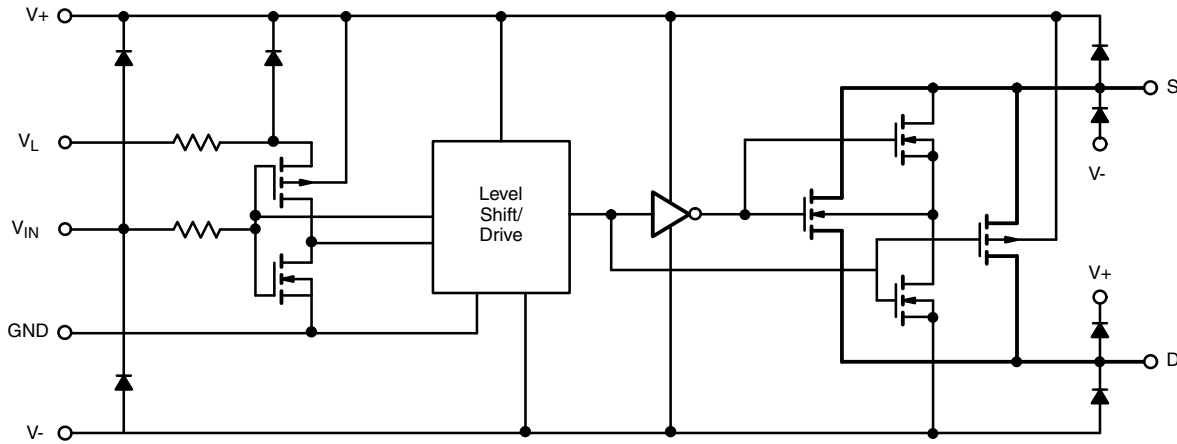 V+
VL
VIN
GND
V-
Level
Shift/
Drive
S
V-
V+
D